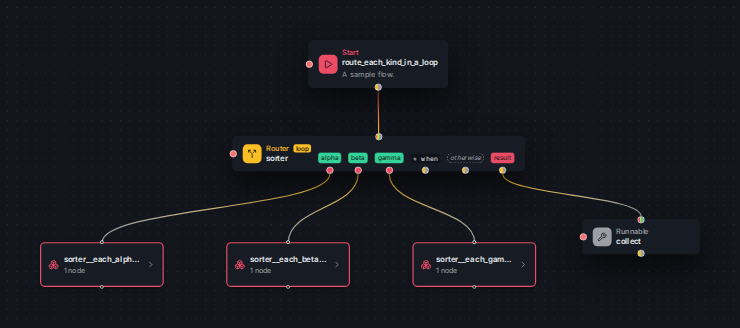 Start
route_each_kind_in_a_loop
A sample flow.
Router loop
sorter
alpha beta gamma + when otherwise result
Runnable
collect
sorter__each_alph...
1 node
sorter__each_beta...
1 node
sorter__each_gam...
1 node